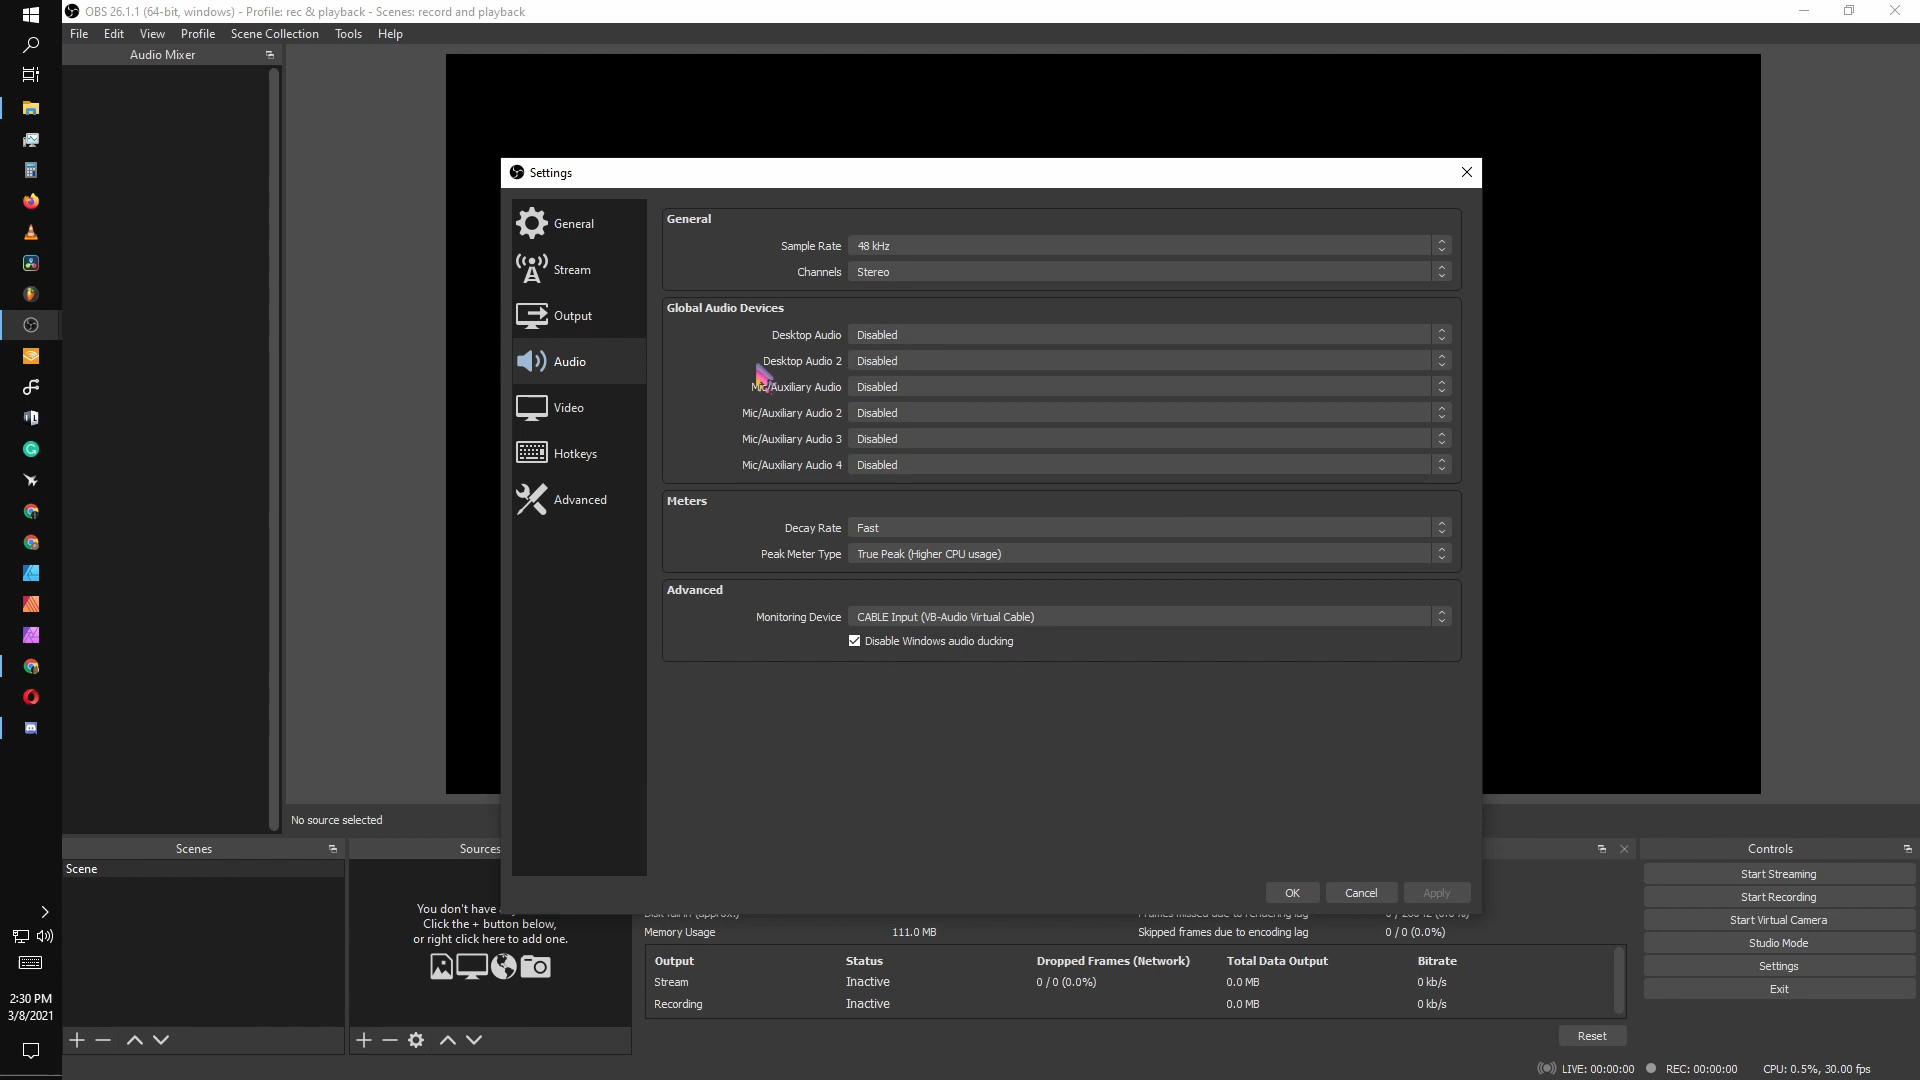 OBS 26.1.1 (64-bit, windows) - Profile: rec & playback - Scenes: record and playback
File Edit View Profile Scene Collection Tools Help
Audio Mixer
Settings
General
Stream
Output
Audio
Video
Hotkeys
Advanced
General
Sample Rate 48 kHz
Channels Stereo
Global Audio Devices
Desktop Audio Disabled
Desktop Audio 2 Disabled
Mic/Auxiliary Audio Disabled
Mic/Auxiliary Audio 2 Disabled
Mic/Auxiliary Audio 3 Disabled
Mic/Auxiliary Audio 4 Disabled
Meters
Decay Rate Fast
Peak Meter Type True Peak (Higher CPU usage)
Advanced
Monitoring Device CABLE Input (VB-Audio Virtual Cable)
Disable Windows audio ducking
OK Cancel Apply
No source selected
Scenes
Scene
Sources
You don't have
Click the + button below,
or right click here to add one.
Memory Usage 111.0 MB Skipped frames due to encoding lag 0 / 0 (0.0%)
Output Status Dropped Frames (Network) Total Data Output Bitrate
Stream Inactive 0 / 0 (0.0%) 0.0 MB 0 kb/s
Recording Inactive 0.0 MB 0 kb/s
Reset
Controls
Start Streaming
Start Recording
Start Virtual Camera
Studio Mode
Settings
Exit
LIVE: 00:00:00 REC: 00:00:00 CPU: 0.5%, 30.00 fps
2:30 PM
3/8/2021